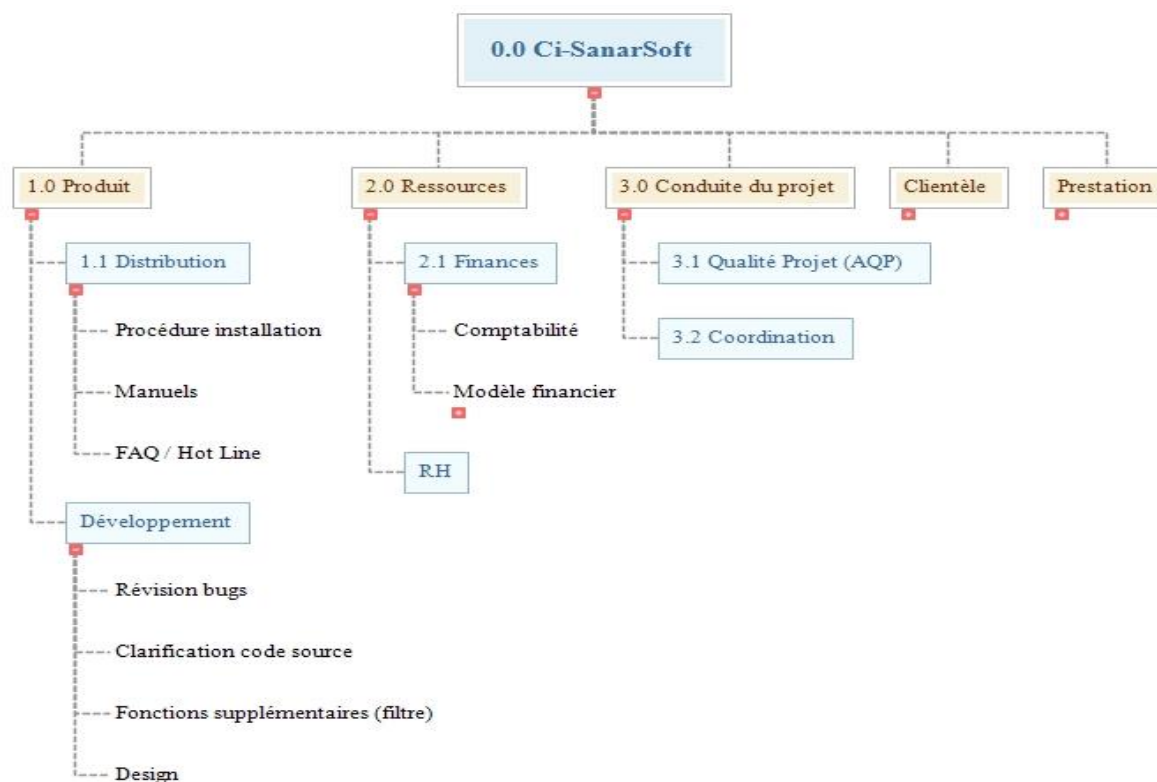 0.0 Ci-SanarSoft
1.0 Produit
2.0 Ressources
3.0 Conduite du projet
Clientèle
Prestation
1.1 Distribution
2.1 Finances
3.1 Qualité Projet (AQP)
Procédure installation
Comptabilité
3.2 Coordination
Manuels
Modèle financier
FAQ / Hot Line
RH
Développement
Révision bugs
Clarification code source
Fonctions supplémentaires (filtre)
Design